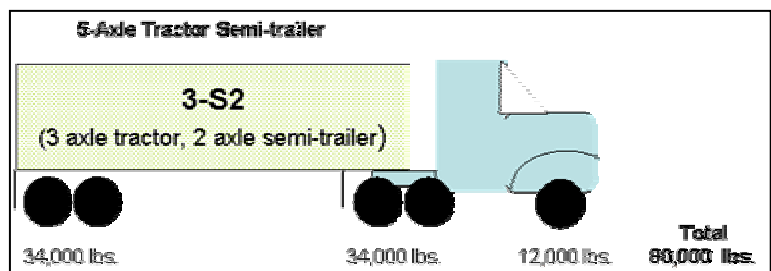 5-Axle Tractor Semi-trailer
3-S2
(3 axle tractor, 2 axle semi-trailer)
34,000 lbs.
34,000 lbs.
12,000 lbs.
Total
80,000 lbs.